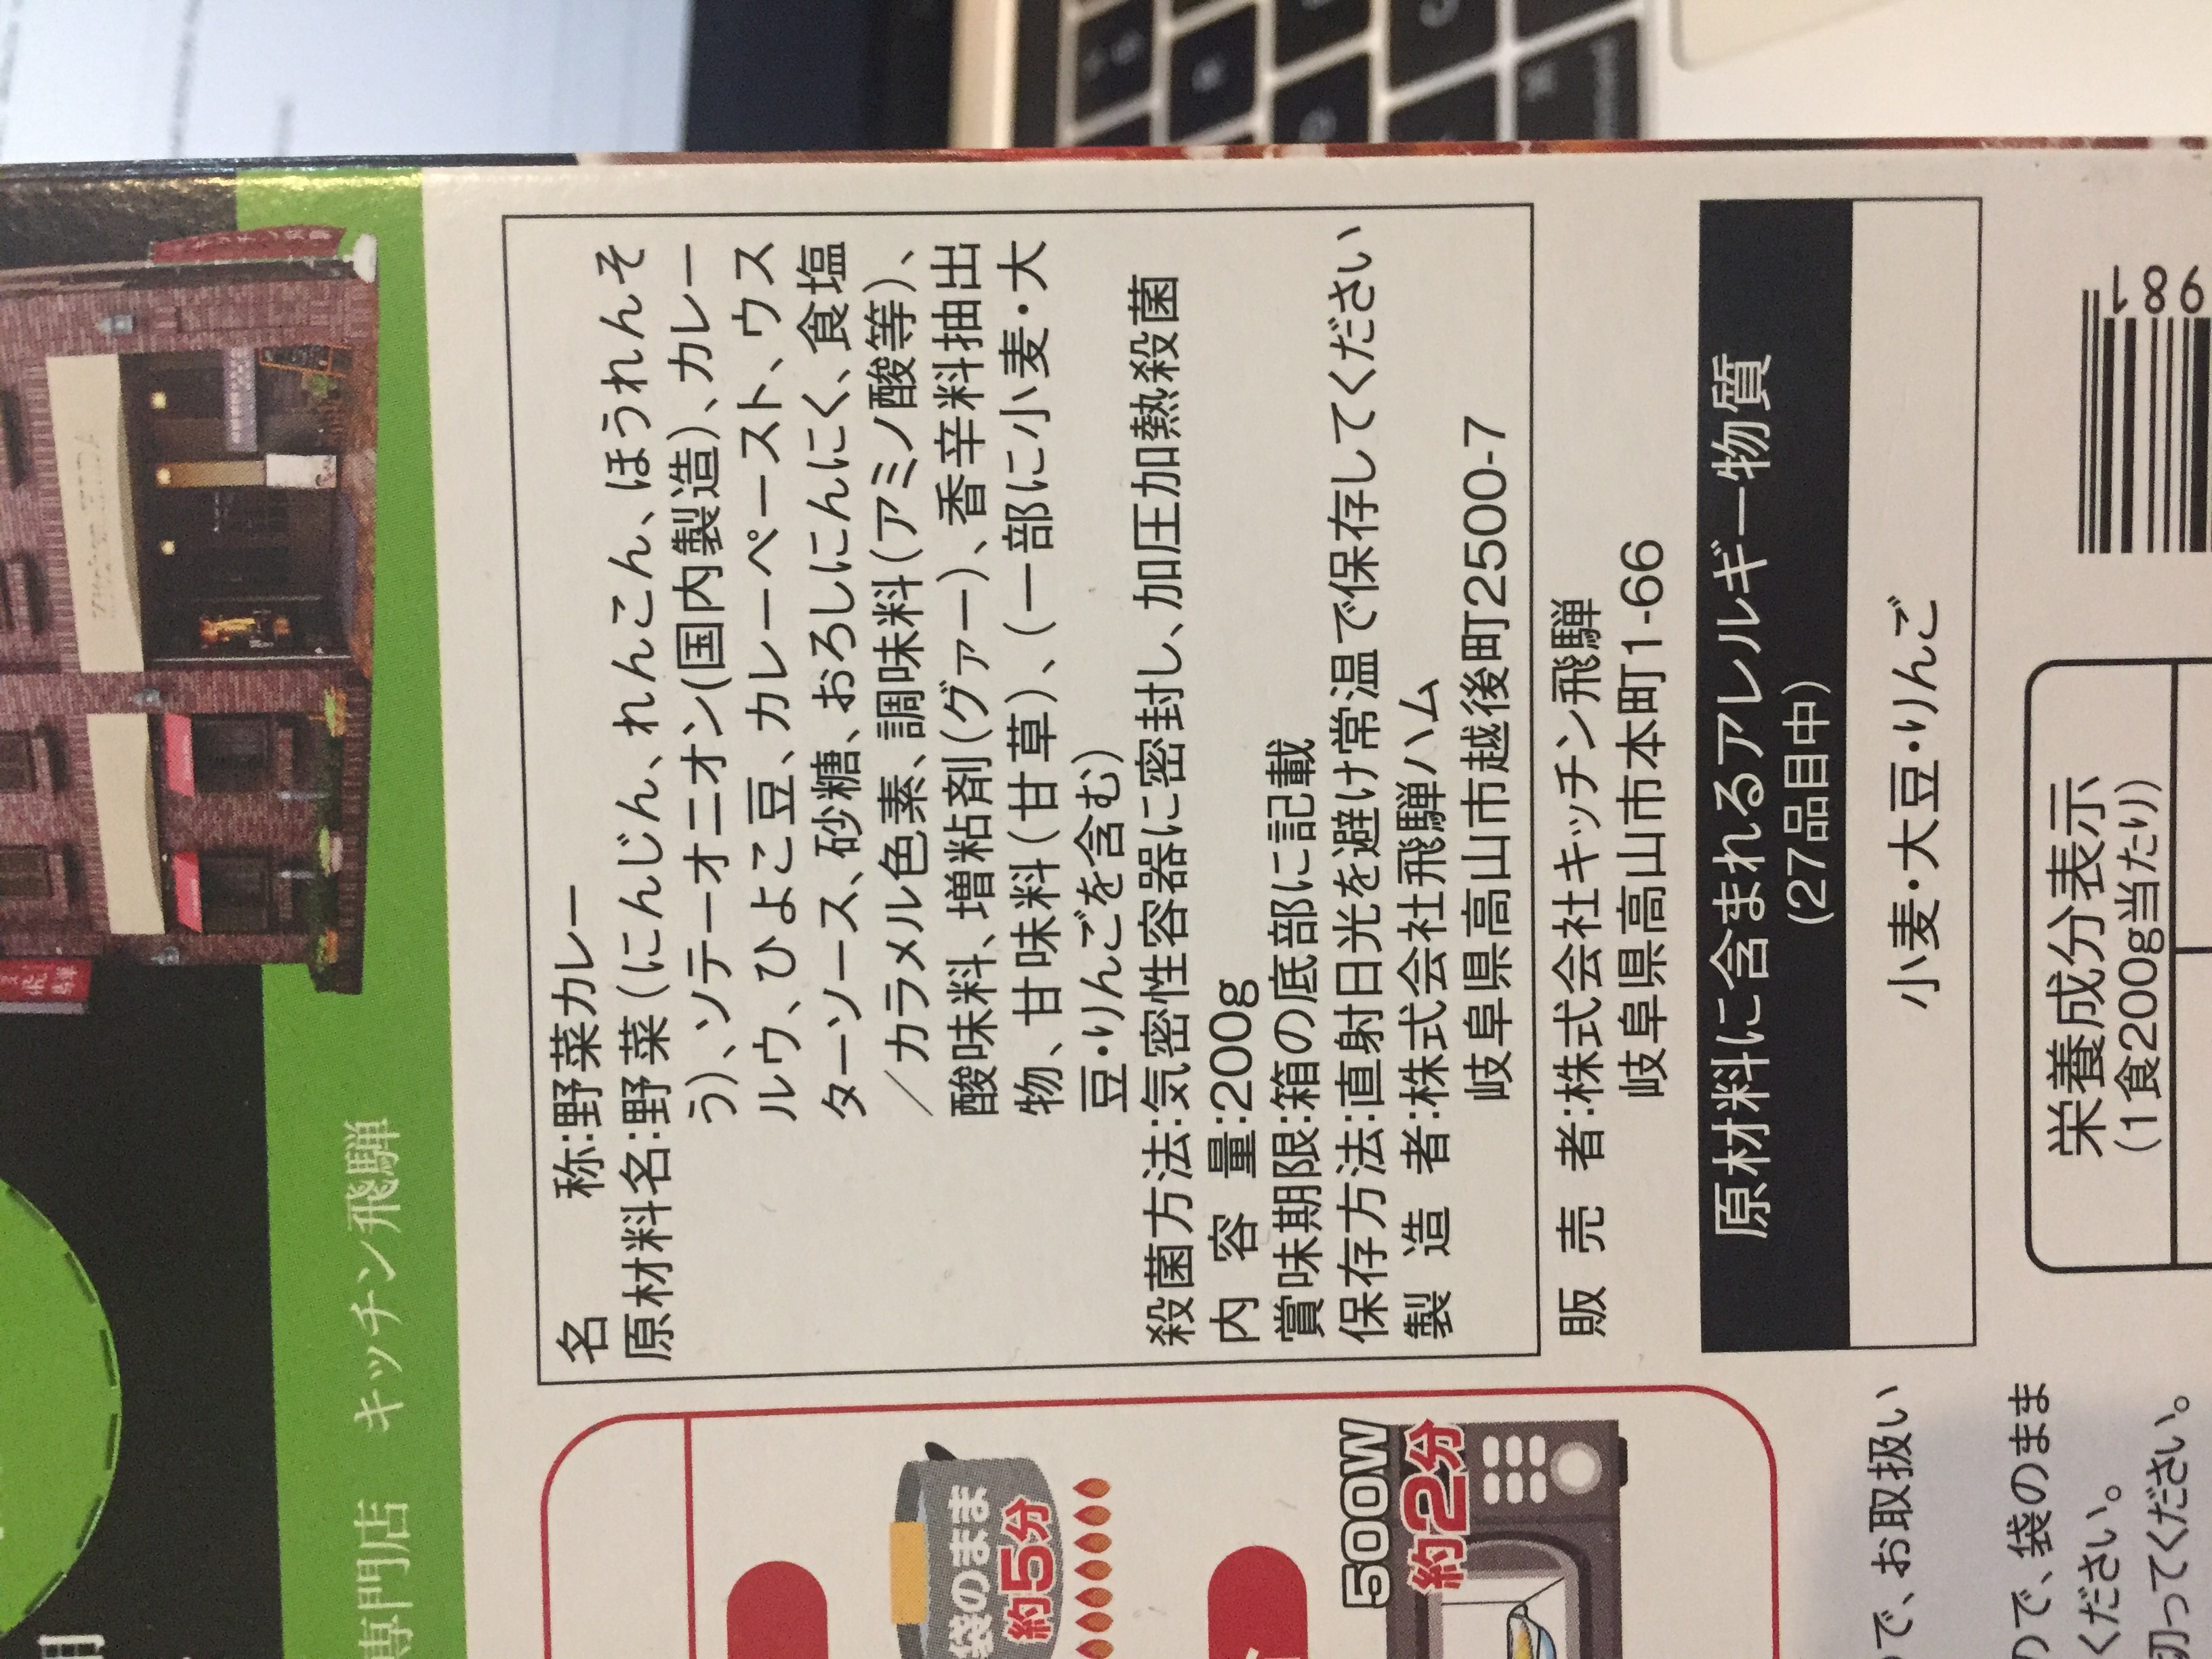 専門店　キッチン飛騨
名　　称:野菜カレー
原材料名:野菜（にんじん、れんこん、ほうれんそ
う）、ソテーオニオン(国内製造）、カレー
ルウ、ひよこ豆、カレーペースト、ウス
ターソース、砂糖、おろしにんにく、食塩
／カラメル色素、調味料（アミノ酸等）、
酸味料、増粘剤（グァー）、香辛料抽出
物、甘味料（甘草）、（一部に小麦・大
豆・りんごを含む）
殺菌方法:気密性容器に密封し、加圧加熱殺菌
内 容 量:200g
賞味期限:箱の底部に記載
保存方法:直射日光を避け常温で保存してください
製 造 者:株式会社飛騨ハム
岐阜県高山市越後町2500-7
販 売 者:株式会社キッチン飛騨
岐阜県高山市本町1-66
原材料に含まれるアレルギー物質
(27品目中）
小麦・大豆・りんご
栄養成分表示
（1食200g当たり）
袋のまま
約5分
500W
約2分
で、お取扱い
ので、袋のまま
ください。
切ってください。